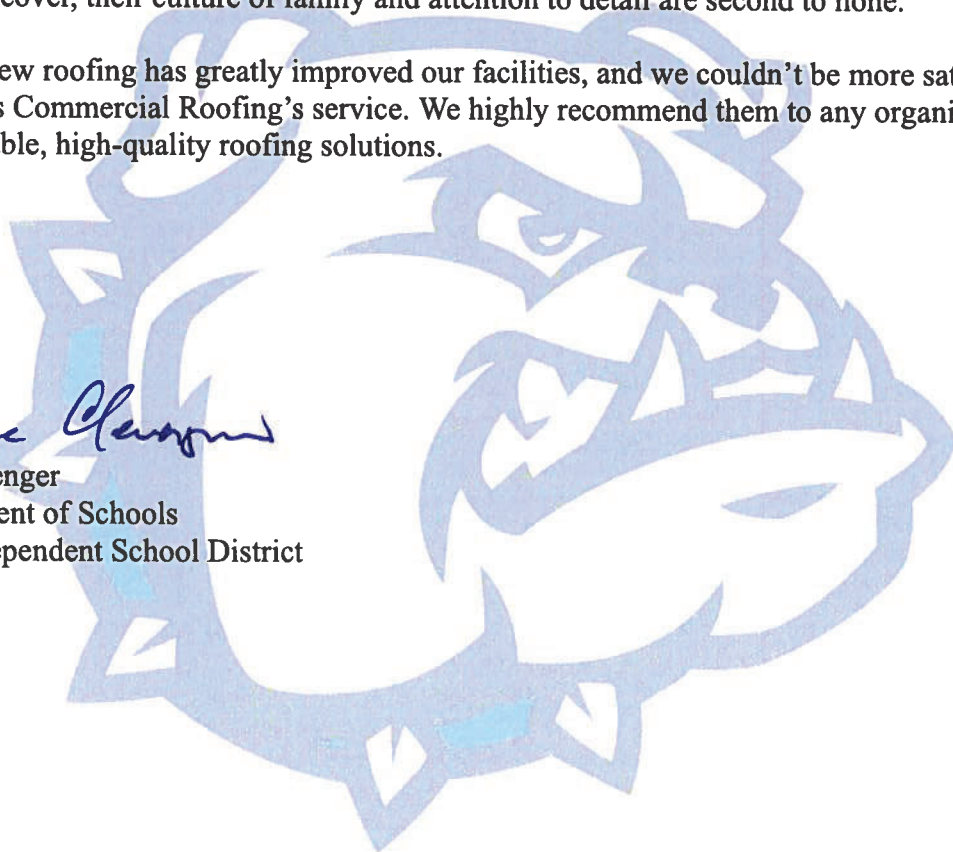 cover, their culture of family and attention to detail are second to none.
ew roofing has greatly improved our facilities, and we couldn't be more sat
s Commercial Roofing's service. We highly recommend them to any organi
ble, high-quality roofing solutions.
enger
ent of Schools
ependent School District